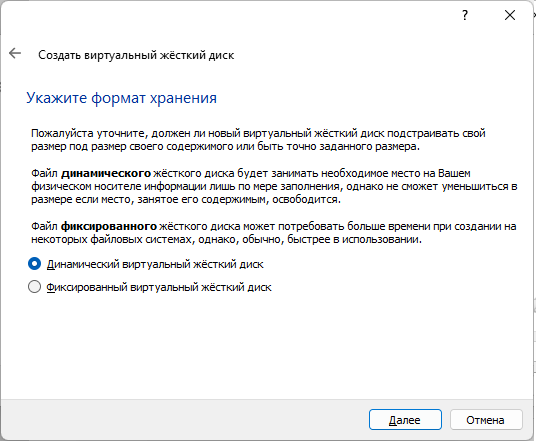 ?
Создать виртуальный жёсткий диск
Укажите формат хранения
Пожалуйста уточните, должен ли новый виртуальный жёсткий диск подстраивать свой
размер под размер своего содержимого или быть точно заданного размера.
Файл динамического жёсткого диска будет занимать необходимое место на Вашем
физическом носителе информации лишь по мере заполнения, однако не сможет уменьшиться в
размере если место, занятое его содержимым, освободится.
Файл фиксированного жёсткого диска может потребовать больше времени при создании на
некоторых файловых системах, однако, обычно, быстрее в использовании.
Динамический виртуальный жёсткий диск
Фиксированный виртуальный жёсткий диск
Далее
Отмена